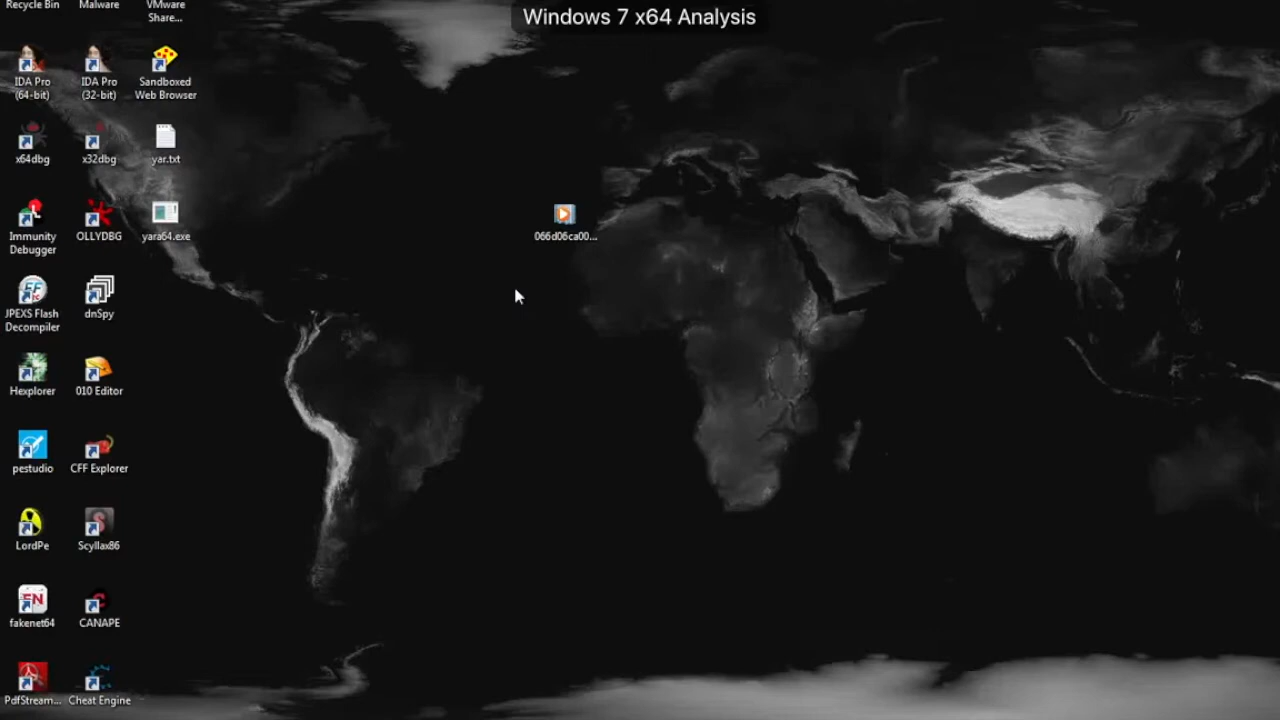 Windows 7 x64 Analysis
Recycle Bin
Malware
VMware
Share...
IDA Pro
(64-bit)
IDA Pro
(32-bit)
Sandboxed
Web Browser
x64dbg
x32dbg
yar.txt
Immunity
Debugger
OLLYDBG
yara64.exe
066d06ca00...
JPEXS Flash
Decompiler
dnSpy
Hexplorer
010 Editor
pestudio
CFF Explorer
LordPe
Scyllax86
fakenet64
CANAPE
PdfStream...
Cheat Engine